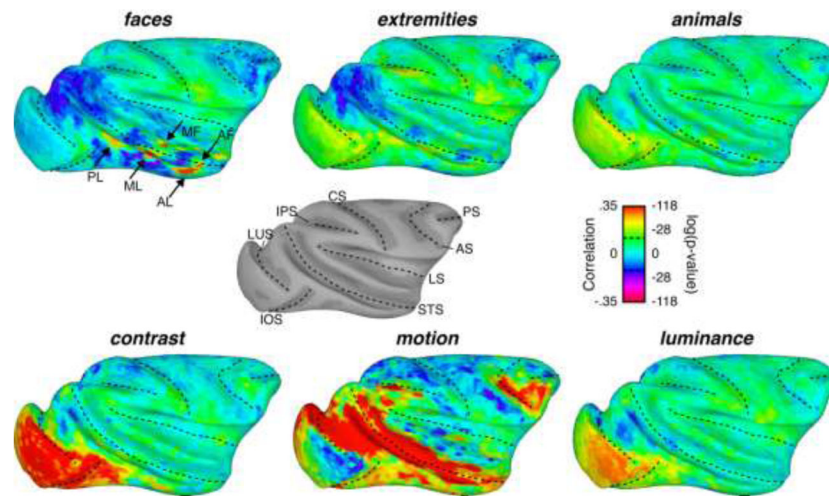 faces extremities animals
MF
AF
PL
ML
AL
CS
IPS
PS
LUS
AS
LS
IOS
STS
Correlation
.35
0
-.35
-118
-28
0
-28
-118
log(p-value)
contrast motion luminance